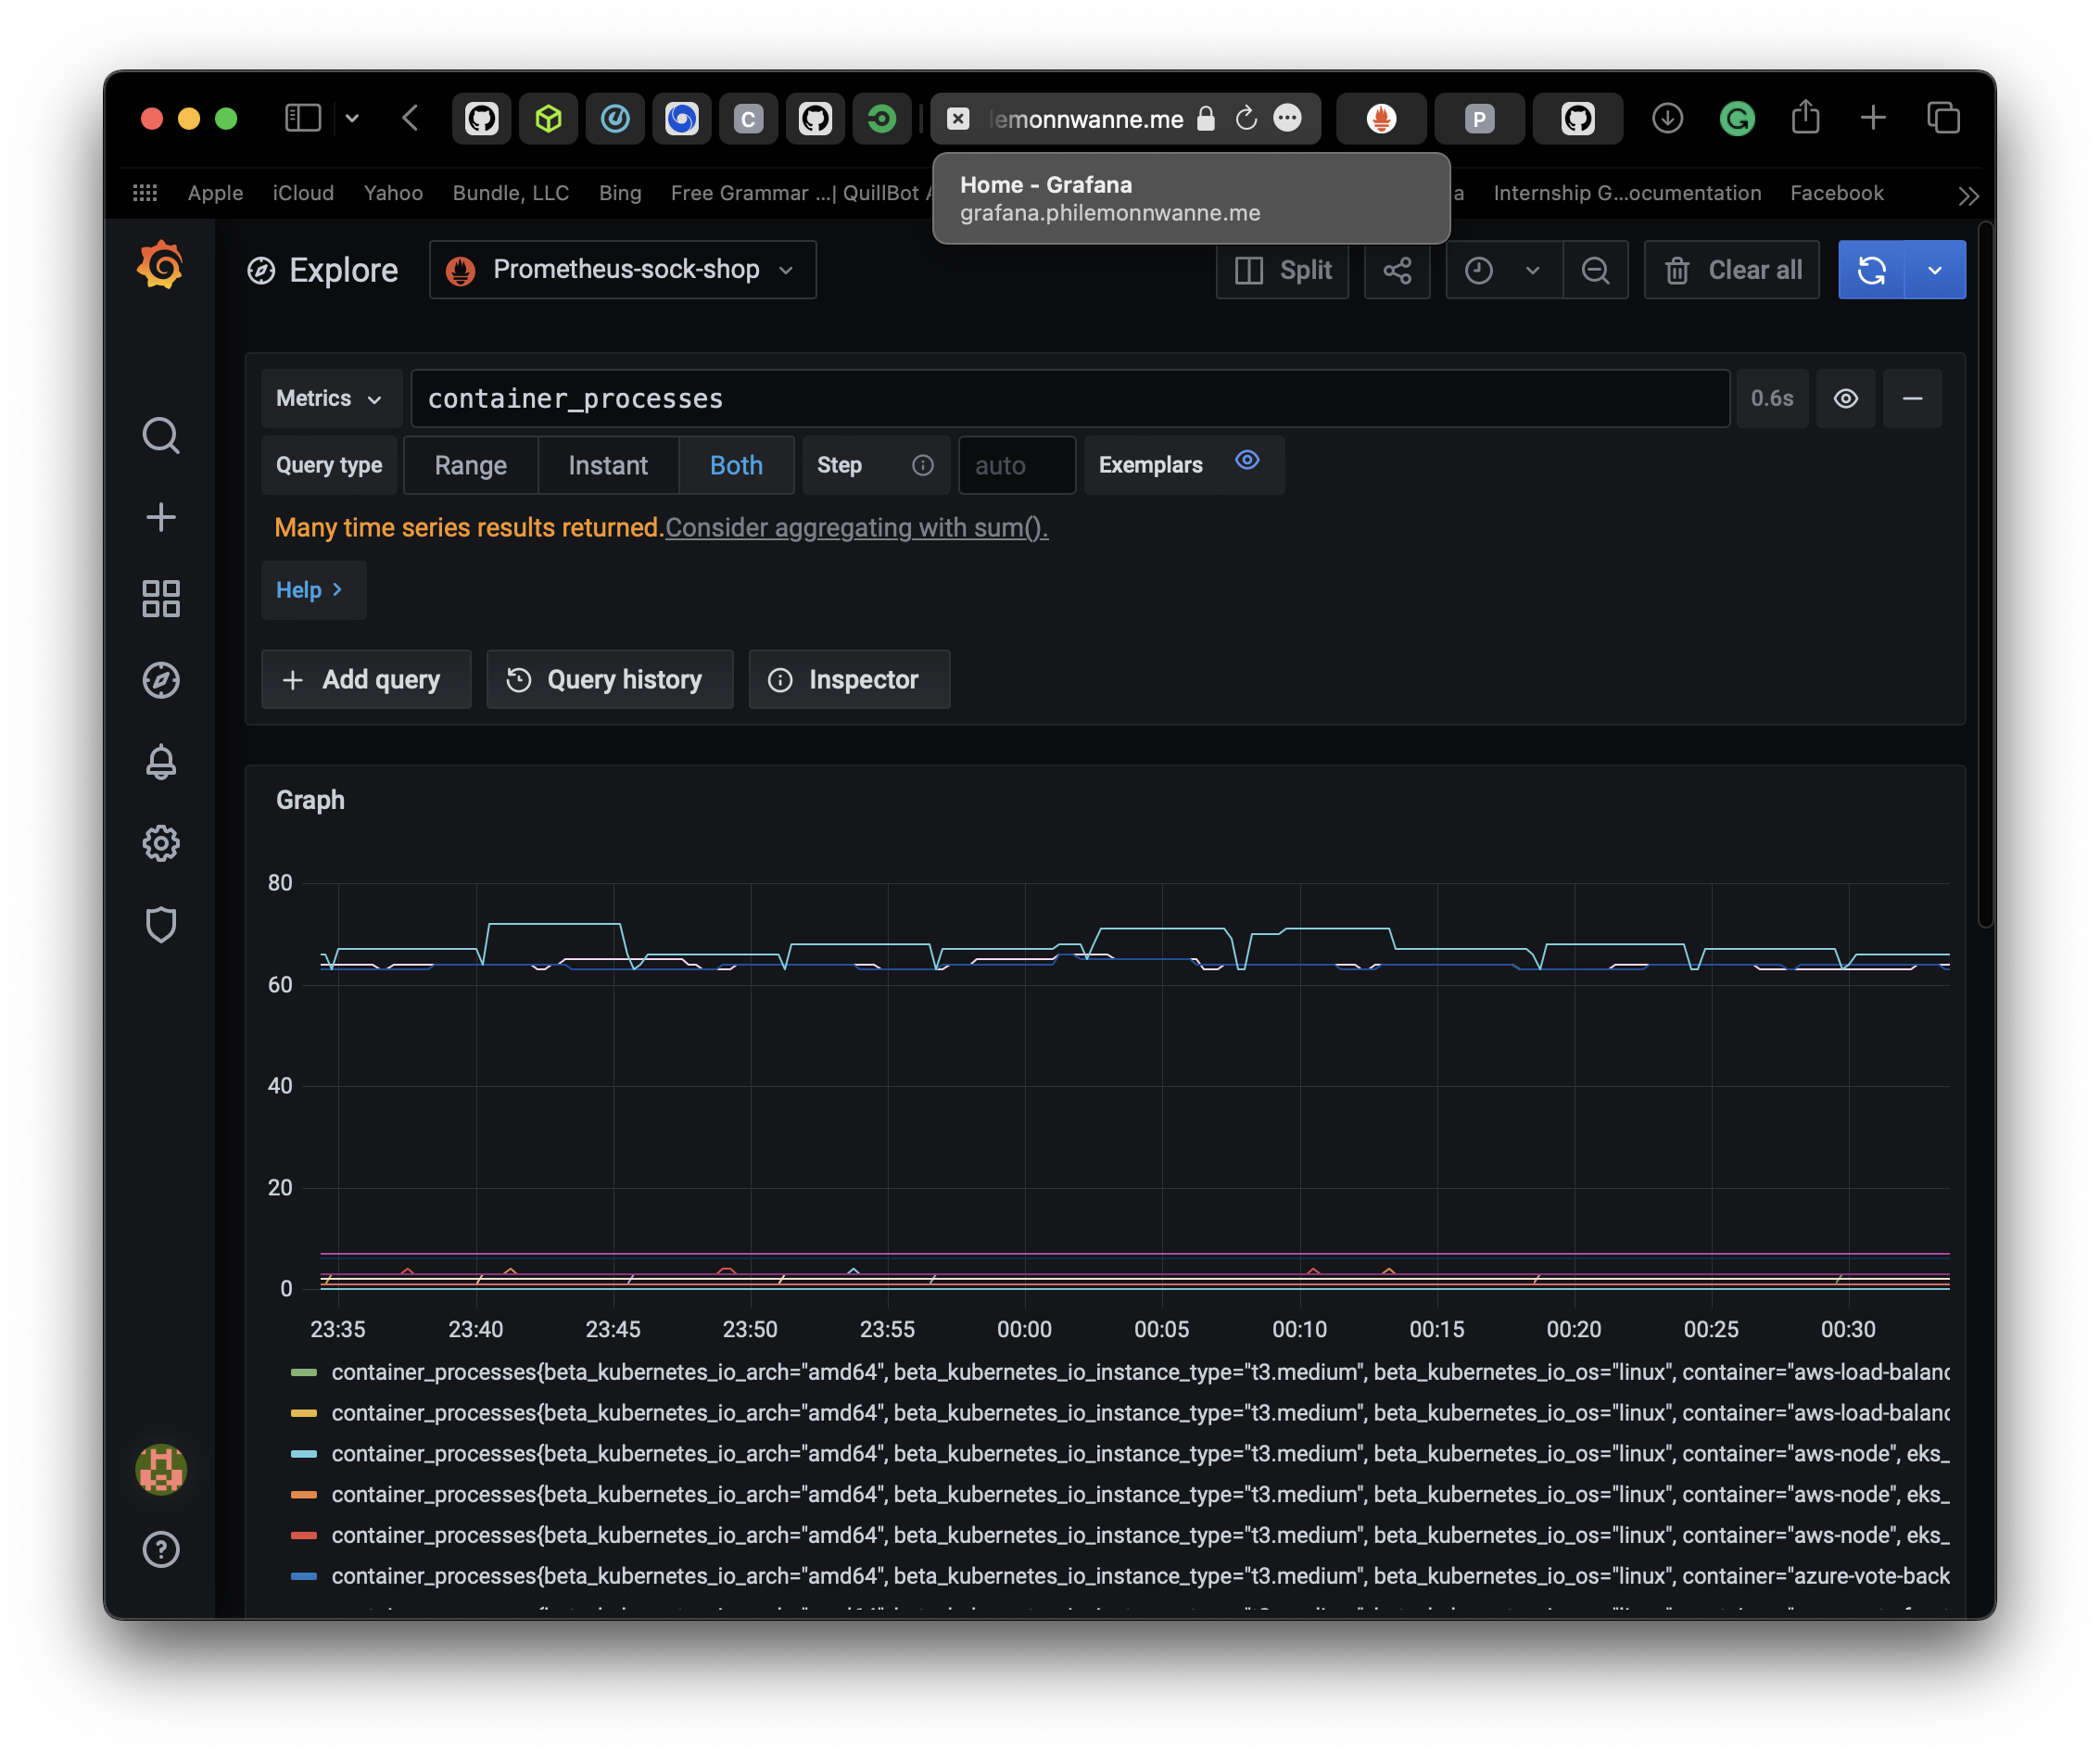 lemonnwanne.me
C
P
Apple iCloud Yahoo Bundle, LLC Bing Free Grammar ...| QuillBot Internship G...ocumentation Facebook
Home - Grafana
grafana.philemonnwanne.me
Explore Prometheus-sock-shop Split Clear all
Metrics container_processes 0.6s
Query type Range Instant Both Step auto Exemplars
Many time series results returned.Consider aggregating with sum().
Help
Add query Query history Inspector
Graph
80
60
40
20
0
23:35 23:40 23:45 23:50 23:55 00:00 00:05 00:10 00:15 00:20 00:25 00:30
container_processes{beta_kubernetes_io_arch="amd64", beta_kubernetes_io_instance_type="t3.medium", beta_kubernetes_io_os="linux", container="aws-load-balanc
container_processes{beta_kubernetes_io_arch="amd64", beta_kubernetes_io_instance_type="t3.medium", beta_kubernetes_io_os="linux", container="aws-load-balanc
container_processes{beta_kubernetes_io_arch="amd64", beta_kubernetes_io_instance_type="t3.medium", beta_kubernetes_io_os="linux", container="aws-node", eks_
container_processes{beta_kubernetes_io_arch="amd64", beta_kubernetes_io_instance_type="t3.medium", beta_kubernetes_io_os="linux", container="aws-node", eks_
container_processes{beta_kubernetes_io_arch="amd64", beta_kubernetes_io_instance_type="t3.medium", beta_kubernetes_io_os="linux", container="aws-node", eks_
container_processes{beta_kubernetes_io_arch="amd64", beta_kubernetes_io_instance_type="t3.medium", beta_kubernetes_io_os="linux", container="azure-vote-back